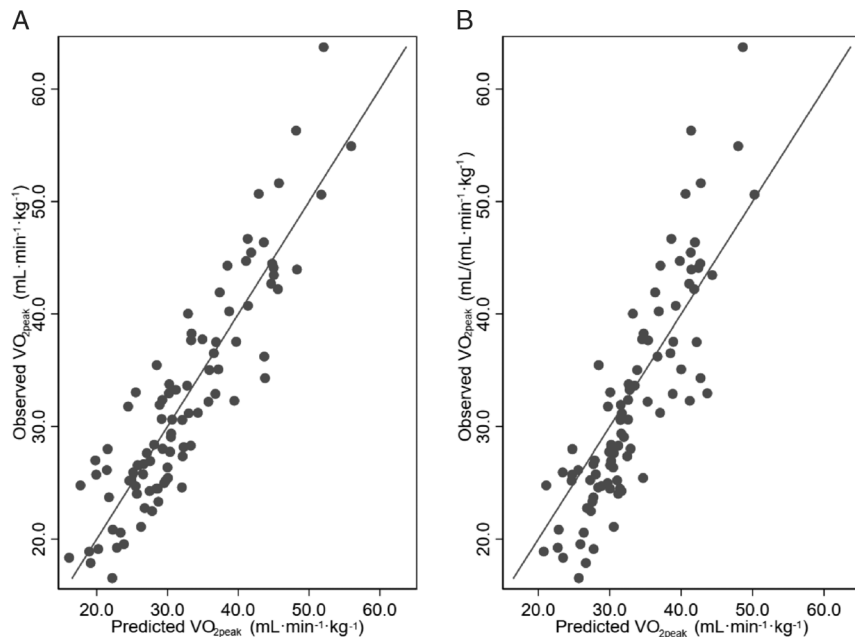 A
B
Observed VO2peak (mL·min-1·kg-1)
60.0
50.0
40.0
30.0
20.0
20.0 30.0 40.0 50.0 60.0
Predicted VO2peak (mL·min-1·kg-1)
Observed VO2peak (mL/(mL·min-1·kg-1)
60.0
50.0
40.0
30.0
20.0
20.0 30.0 40.0 50.0 60.0
Predicted VO2peak (mL·min-1·kg-1)